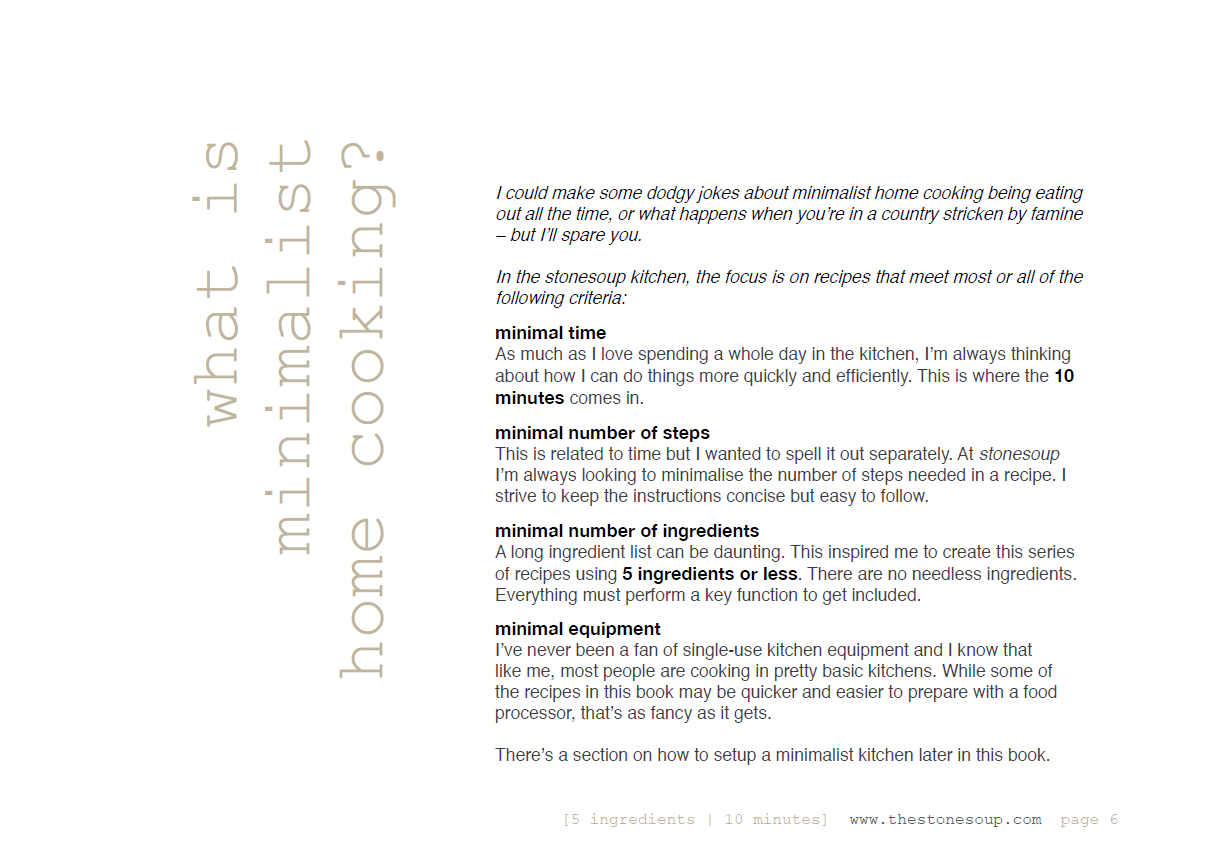 what is
minimalist
home cooking?
I could make some dodgy jokes about minimalist home cooking being eating
out all the time, or what happens when you’re in a country stricken by famine
– but I’ll spare you.
In the stonesoup kitchen, the focus is on recipes that meet most or all of the
following criteria:
minimal time
As much as I love spending a whole day in the kitchen, I’m always thinking
about how I can do things more quickly and efficiently. This is where the 10
minutes comes in.
minimal number of steps
This is related to time but I wanted to spell it out separately. At stonesoup
I’m always looking to minimalise the number of steps needed in a recipe. I
strive to keep the instructions concise but easy to follow.
minimal number of ingredients
A long ingredient list can be daunting. This inspired me to create this series
of recipes using 5 ingredients or less. There are no needless ingredients.
Everything must perform a key function to get included.
minimal equipment
I’ve never been a fan of single-use kitchen equipment and I know that
like me, most people are cooking in pretty basic kitchens. While some of
the recipes in this book may be quicker and easier to prepare with a food
processor, that’s as fancy as it gets.
There’s a section on how to setup a minimalist kitchen later in this book.
[5 ingredients | 10 minutes] www.thestonesoup.com page 6